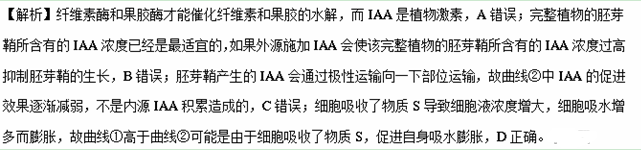 【解析】纤维素酶和果胶酶才能催化纤维素和果胶的水解，而 IAA 是植物激素，A 错误；完整植物的胚芽
鞘所含有的 IAA 浓度已经是最适宜的，如果外源施加 IAA 会使该完整植物的胚芽鞘所含有的 IAA 浓度过高
抑制胚芽鞘的生长，B 错误；胚芽鞘产生的 IAA 会通过极性运输向一下部位运输，故曲线②中 IAA 的促进
效果逐渐减弱，不是内源 IAA 积累造成的，C 错误；细胞吸收了物质 S 导致细胞液浓度增大，细胞吸水增
多而膨胀，故曲线①高于曲线②可能是由于细胞吸收了物质 S，促进自身吸水膨胀，D 正确。